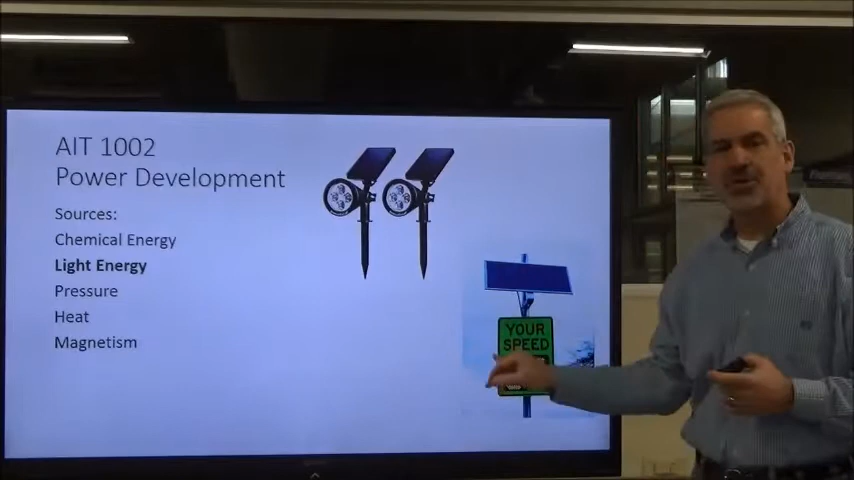 AIT 1002
Power Development
Sources:
Chemical Energy
Light Energy
Pressure
Heat
Magnetism
YOUR
SPEED